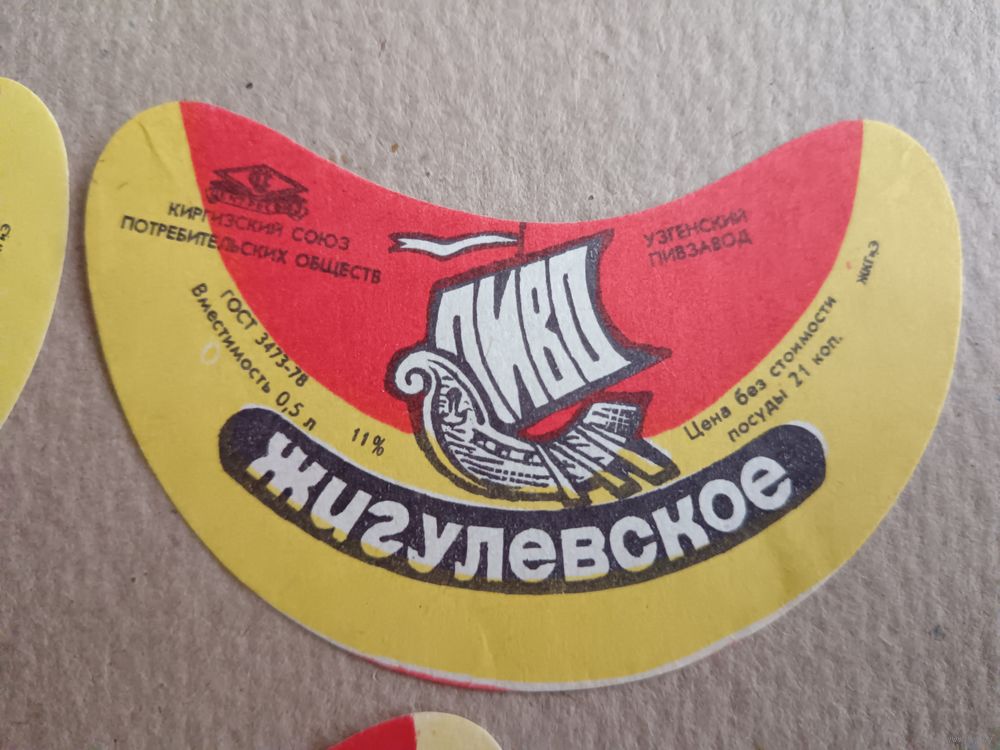 КИРГИЗСКИЙ СОЮЗ
ПОТРЕБИТЕЛЬСКИХ ОБЩЕСТВ
УЗГЕНСКИЙ
ПИВЗАВОД
ПИВО
ГОСТ 3473-78
Вместимость 0,5 л
11%
Цена без стоимости
посуды 21 коп.
ЖИГУЛЕВСКОЕ